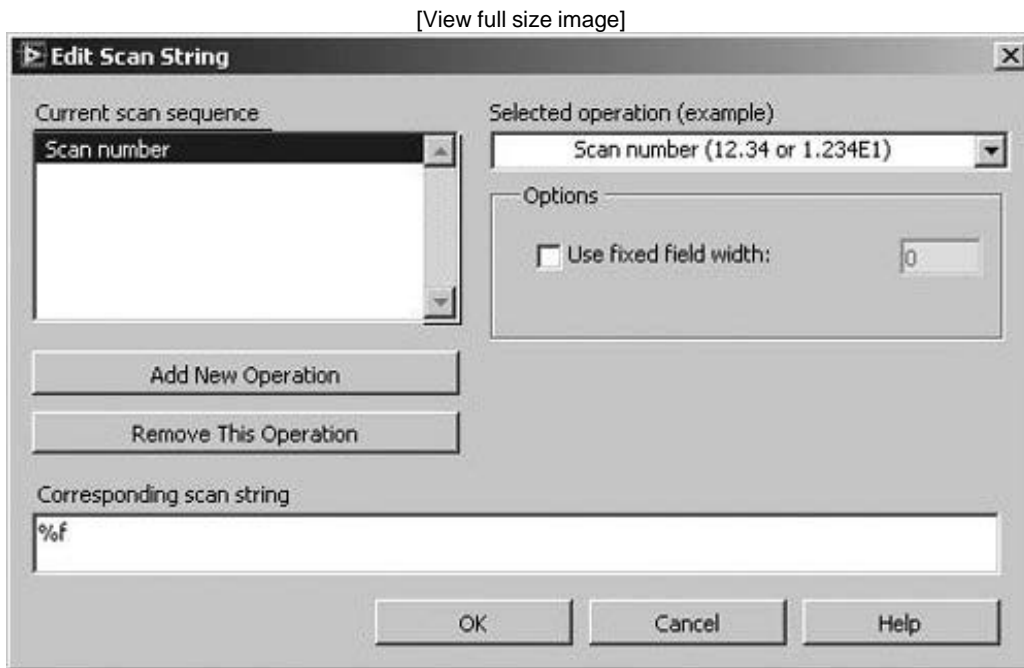 [View full size image]
Edit Scan String
Current scan sequence
Scan number
Selected operation (example)
Scan number (12.34 or 1.234E1)
Options
Use fixed field width:
0
Add New Operation
Remove This Operation
Corresponding scan string
%f
OK
Cancel
Help